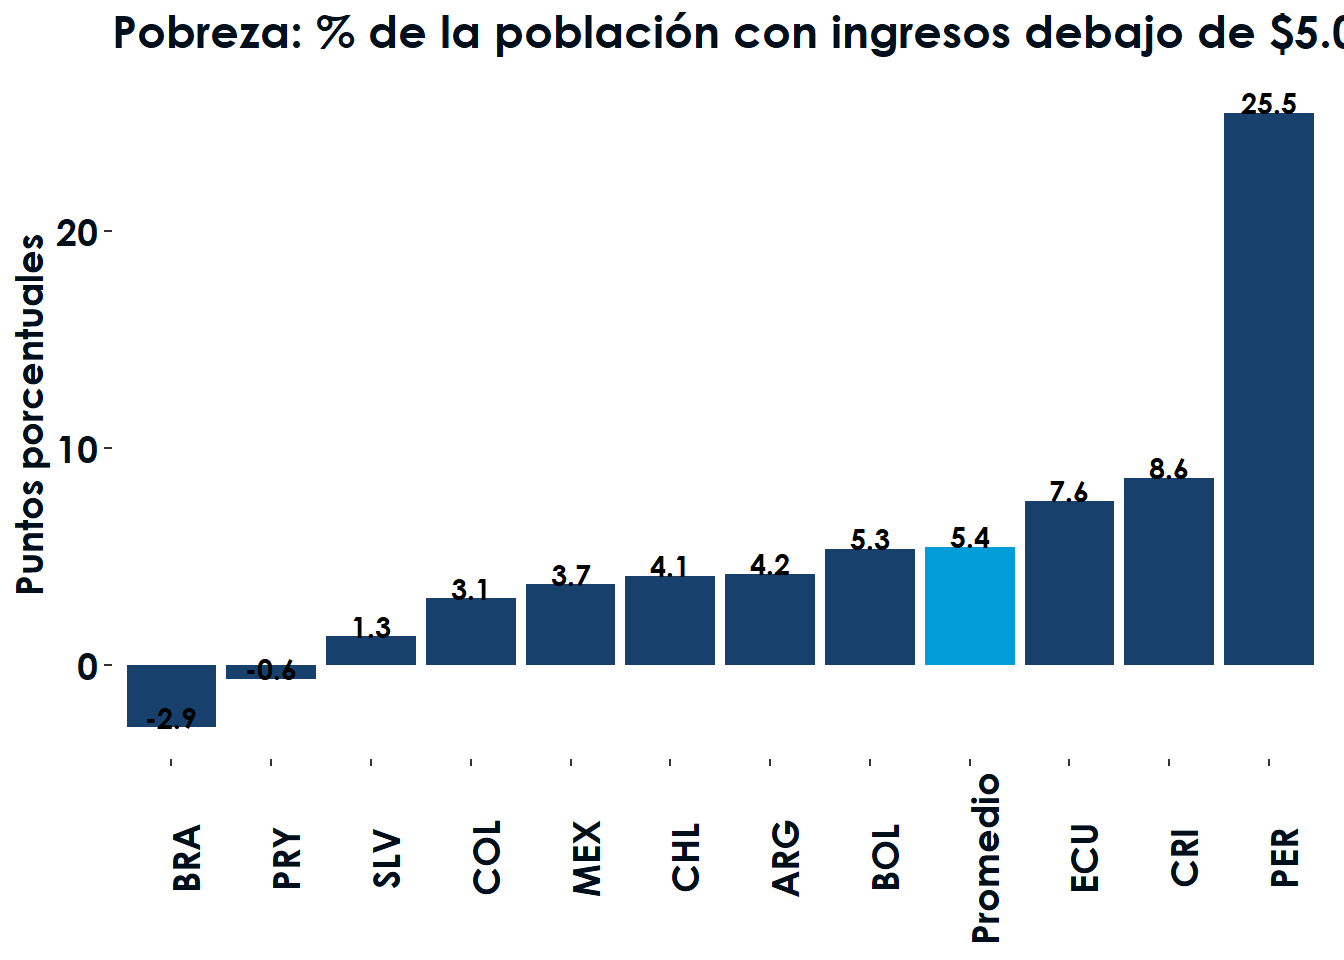 Pobreza: % de la población con ingresos debajo de $5.0
25.5
20
Puntos porcentuales
10
8.6
7.6
5.4
5.3
4.2
4.1
3.7
3.1
1.3
0
-0.6
-2.9
BRA
PRY
SLV
COL
MEX
CHL
ARG
BOL
Promedio
ECU
CRI
PER